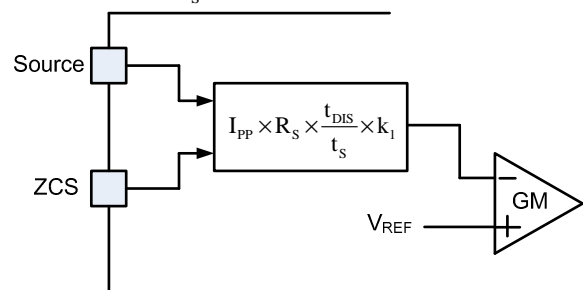 s
Source
I_PP × R_S × t_DIS / t_S × k_1
ZCS
GM
V_REF